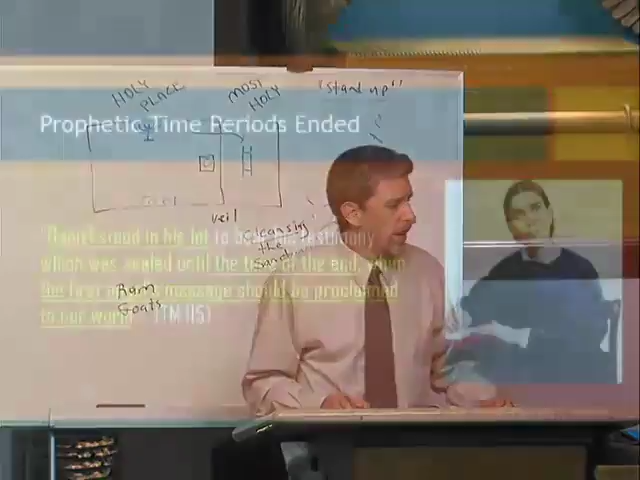 HOLY PLACE
MOST HOLY
"Stand up"
Prophetic Time Periods Ended
veil
cleansing
the
Daniel stood in his lot to bear his testimony
which was sealed until the time of the end, when
the first angel's message should be proclaimed
to our world. (TM 115)
Ram
Goats